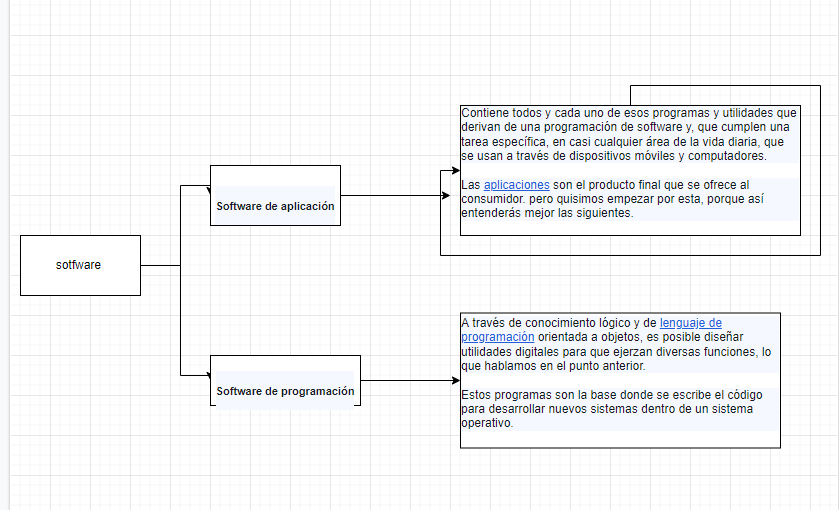 sotfware
Software de aplicación
Contiene todos y cada uno de esos programas y utilidades que
derivan de una programación de software y, que cumplen una
tarea específica, en casi cualquier área de la vida diaria, que
se usan a través de dispositivos móviles y computadores.
Las aplicaciones son el producto final que se ofrece al
consumidor. pero quisimos empezar por esta, porque así
entenderás mejor las siguientes.
Software de programación
A través de conocimiento lógico y de lenguaje de
programación orientada a objetos, es posible diseñar
utilidades digitales para que ejerzan diversas funciones, lo
que hablamos en el punto anterior.
Estos programas son la base donde se escribe el código
para desarrollar nuevos sistemas dentro de un sistema
operativo.